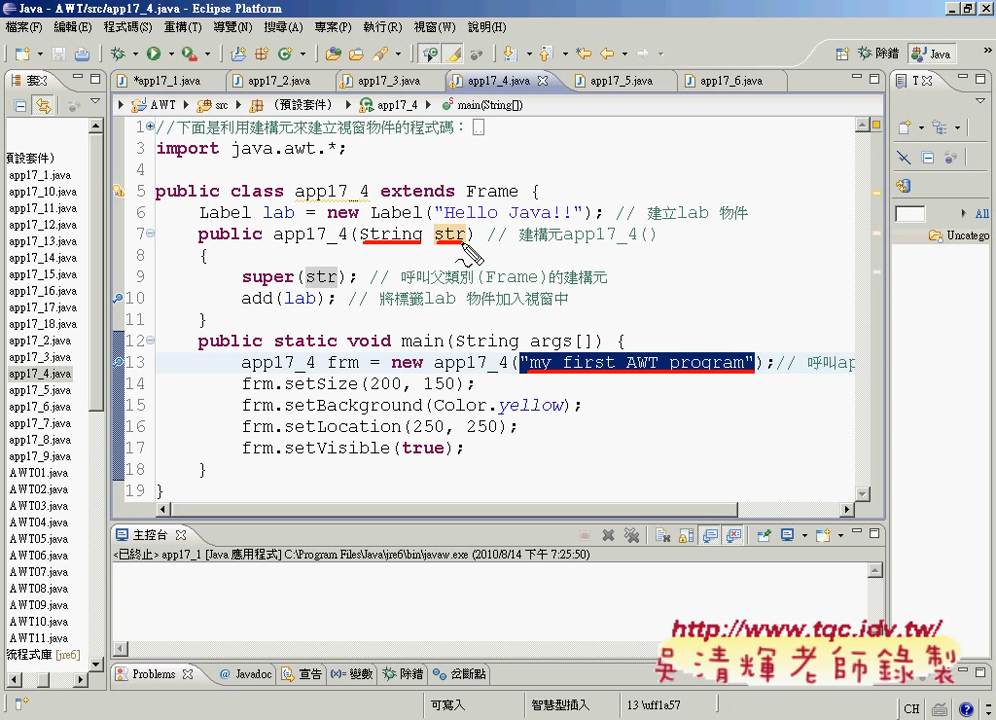 Java - AWT/src/app17_4.java - Eclipse Platform
檔案(F) 編輯(E) 程式碼(S) 重構(T) 導覽(N) 搜尋(A) 專案(P) 執行(R) 視窗(W) 說明(H)
除錯 Java
套 *app17_1.java app17_2.java app17_3.java app17_4.java app17_5.java app17_6.java T
AWT src (預設套件) app17_4 main(String[])
1 //下面是利用建構元來建立視窗物件的程式碼：
3 import java.awt.*;
4
5 public class app17_4 extends Frame {
6 Label lab = new Label("Hello Java!!"); // 建立lab 物件
7 public app17_4(String str) // 建構元app17_4()
8 {
9 super(str); // 呼叫父類別(Frame)的建構元
10 add(lab); // 將標籤lab 物件加入視窗中
11 }
12 public static void main(String args[]) {
13 app17_4 frm = new app17_4("my first AWT program");// 呼叫ap
14 frm.setSize(200, 150);
15 frm.setBackground(Color.yellow);
16 frm.setLocation(250, 250);
17 frm.setVisible(true);
18 }
19 }
預設套件)
app17_1.java
app17_10.java
app17_11.java
app17_12.java
app17_13.java
app17_14.java
app17_15.java
app17_16.java
app17_17.java
app17_18.java
app17_2.java
app17_3.java
app17_4.java
app17_5.java
app17_6.java
app17_7.java
app17_8.java
app17_9.java
AWT01.java
AWT02.java
AWT03.java
AWT04.java
AWT05.java
AWT06.java
AWT07.java
AWT08.java
AWT09.java
AWT10.java
AWT11.java
統程式庫 [jre6]
All
Uncatego
主控台
<已終止> app17_1 [Java 應用程式] C:\Program Files\Java\jre6\bin\javaw.exe (2010/8/14 下午 7:25:50)
http://www.tqc.idv.tw/
吳清輝老師錄製
Problems Javadoc 宣告 變數 除錯 岔斷點
可寫入 智慧型插入 13 \uff1a57
CH